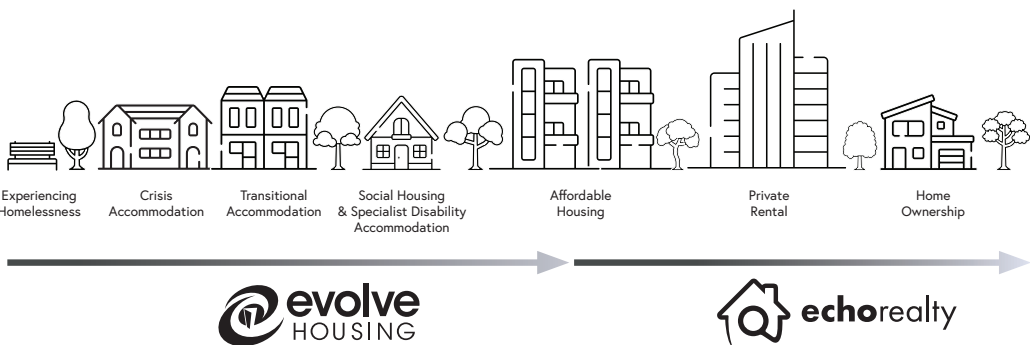 Experiencing
Homelessness
Crisis
Accommodation
Transitional
Accommodation
Social Housing
& Specialist Disability
Accommodation
Affordable
Housing
Private
Rental
Home
Ownership
evolve
HOUSING
echorealty